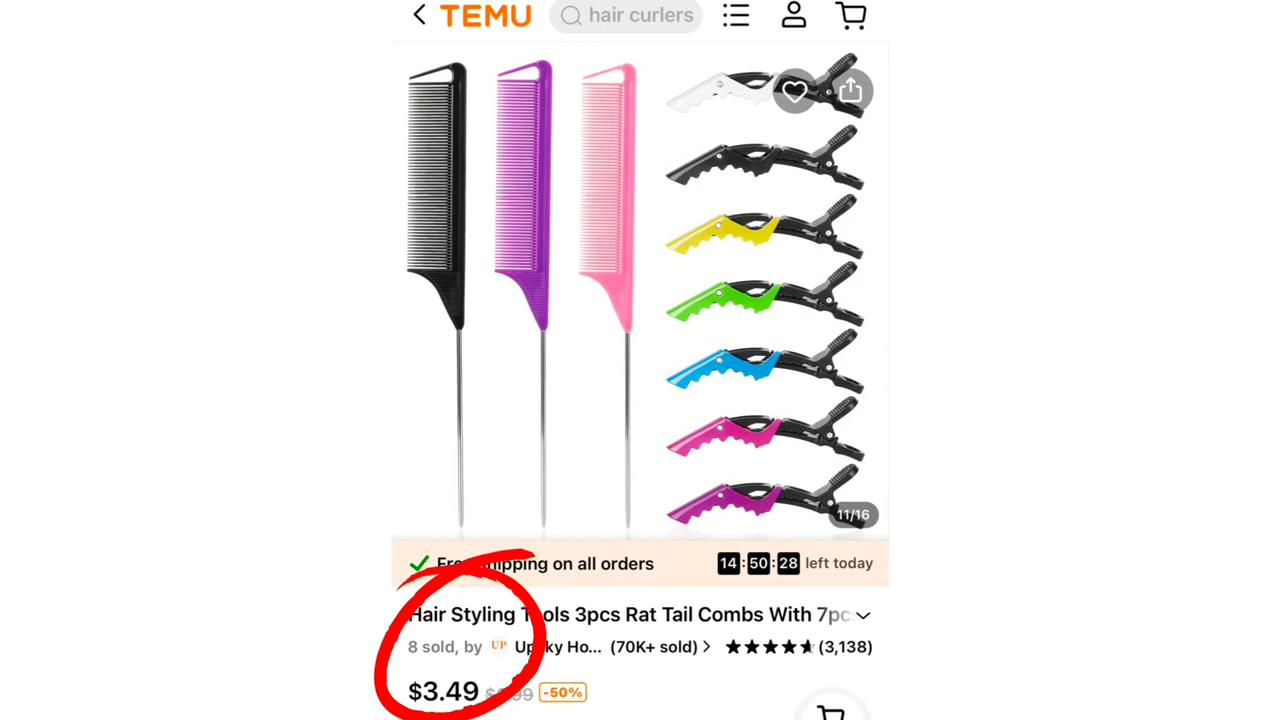 TEMU
hair curlers
11/16
Free shipping on all orders
14:50:28 left today
Hair Styling Tools 3pcs Rat Tail Combs With 7pc
8 sold, by UP Ho... (70K+ sold)
(3,138)
$3.49 -50%